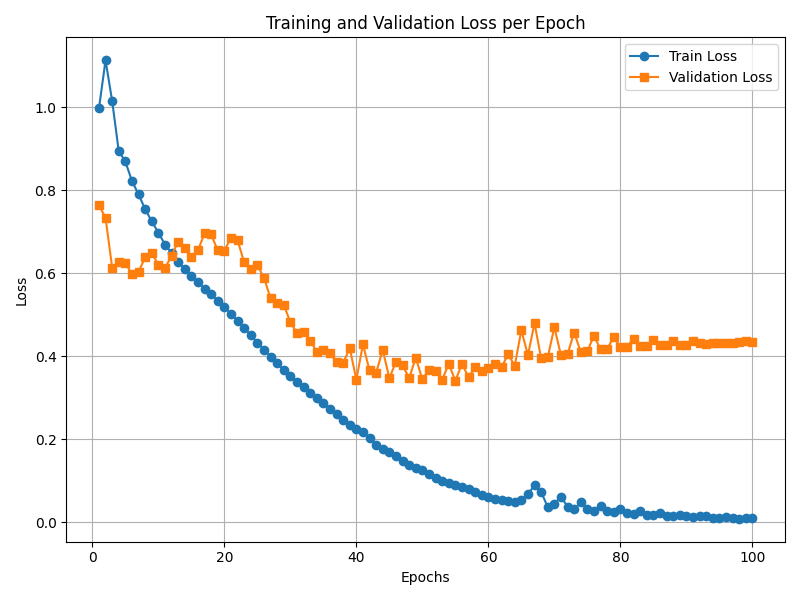 Training and Validation Loss per Epoch
Train Loss
Validation Loss
Loss
1.0
0.8
0.6
0.4
0.2
0.0
0 20 40 60 80 100
Epochs